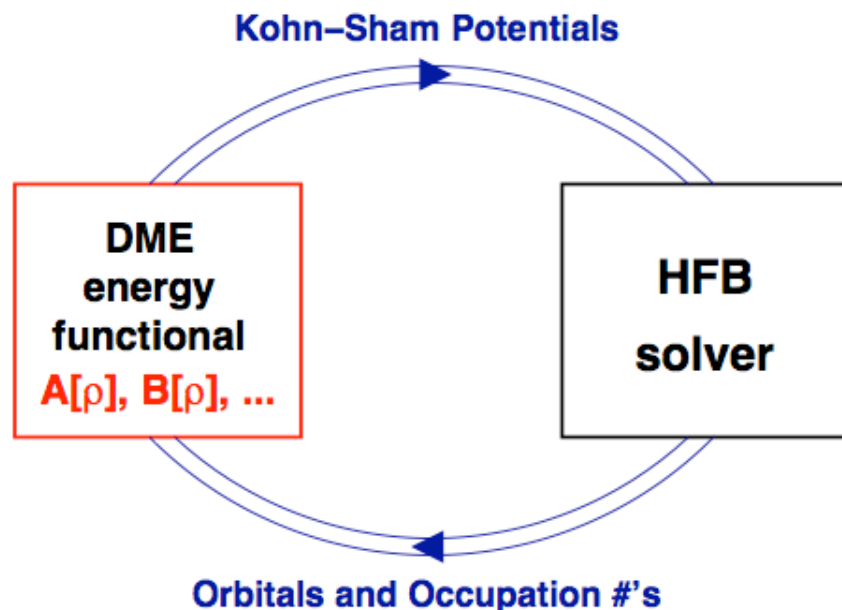 Kohn–Sham Potentials
DME
energy
functional
A[ρ], B[ρ], ...
HFB
solver
Orbitals and Occupation #'s